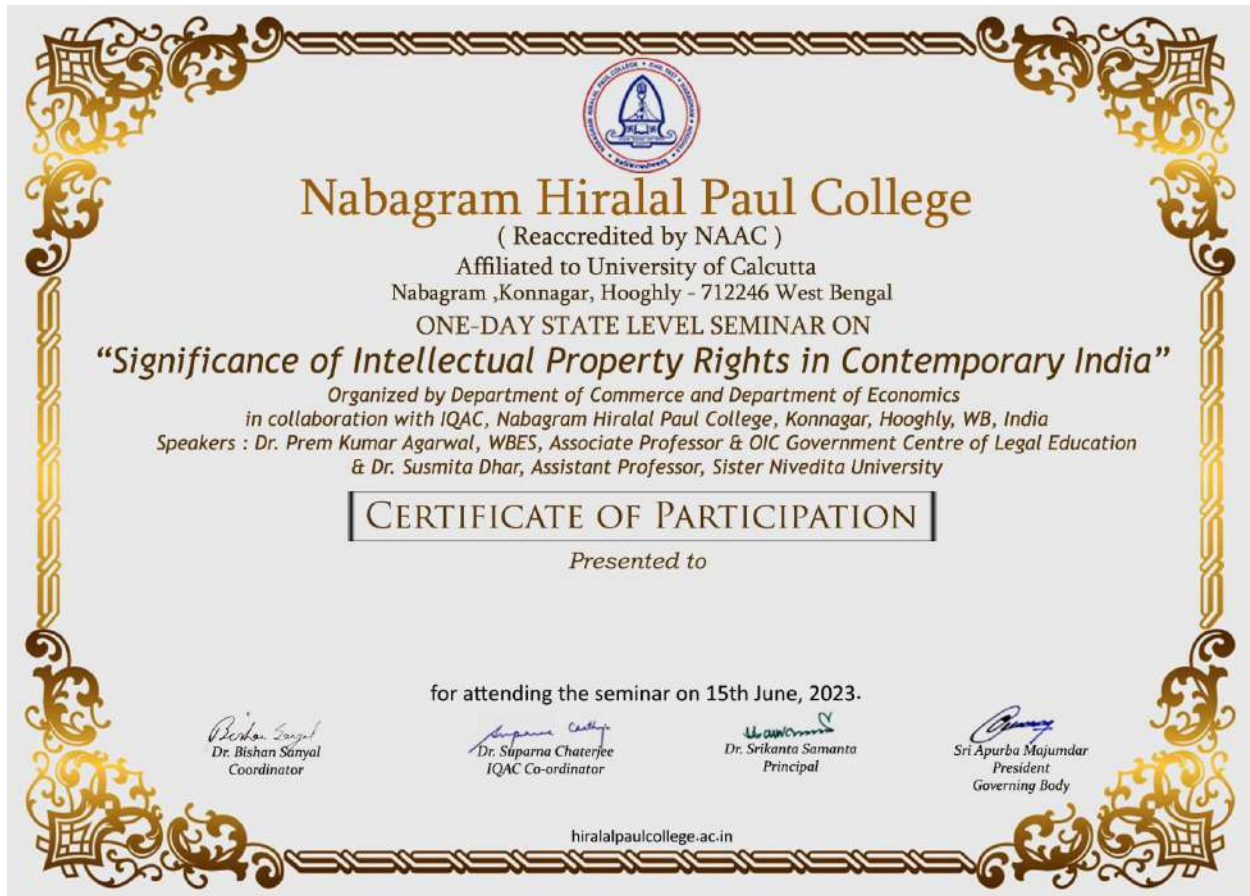 Nabagram Hiralal Paul College
( Reaccredited by NAAC )
Affiliated to University of Calcutta
Nabagram ,Konnagar, Hooghly - 712246 West Bengal
ONE-DAY STATE LEVEL SEMINAR ON
“Significance of Intellectual Property Rights in Contemporary India”
Organized by Department of Commerce and Department of Economics
in collaboration with IQAC, Nabagram Hiralal Paul College, Konnagar, Hooghly, WB, India
Speakers : Dr. Prem Kumar Agarwal, WBES, Associate Professor & OIC Government Centre of Legal Education
& Dr. Susmita Dhar, Assistant Professor, Sister Nivedita University
CERTIFICATE OF PARTICIPATION
Presented to
for attending the seminar on 15th June, 2023.
Bishan Sanyal
Dr. Bishan Sanyal
Coordinator
Dr. Suparna Chaterjee
IQAC Co-ordinator
Dr. Srikanta Samanta
Principal
Sri Apurba Majumdar
President
Governing Body
hiralalpaulcollege.ac.in